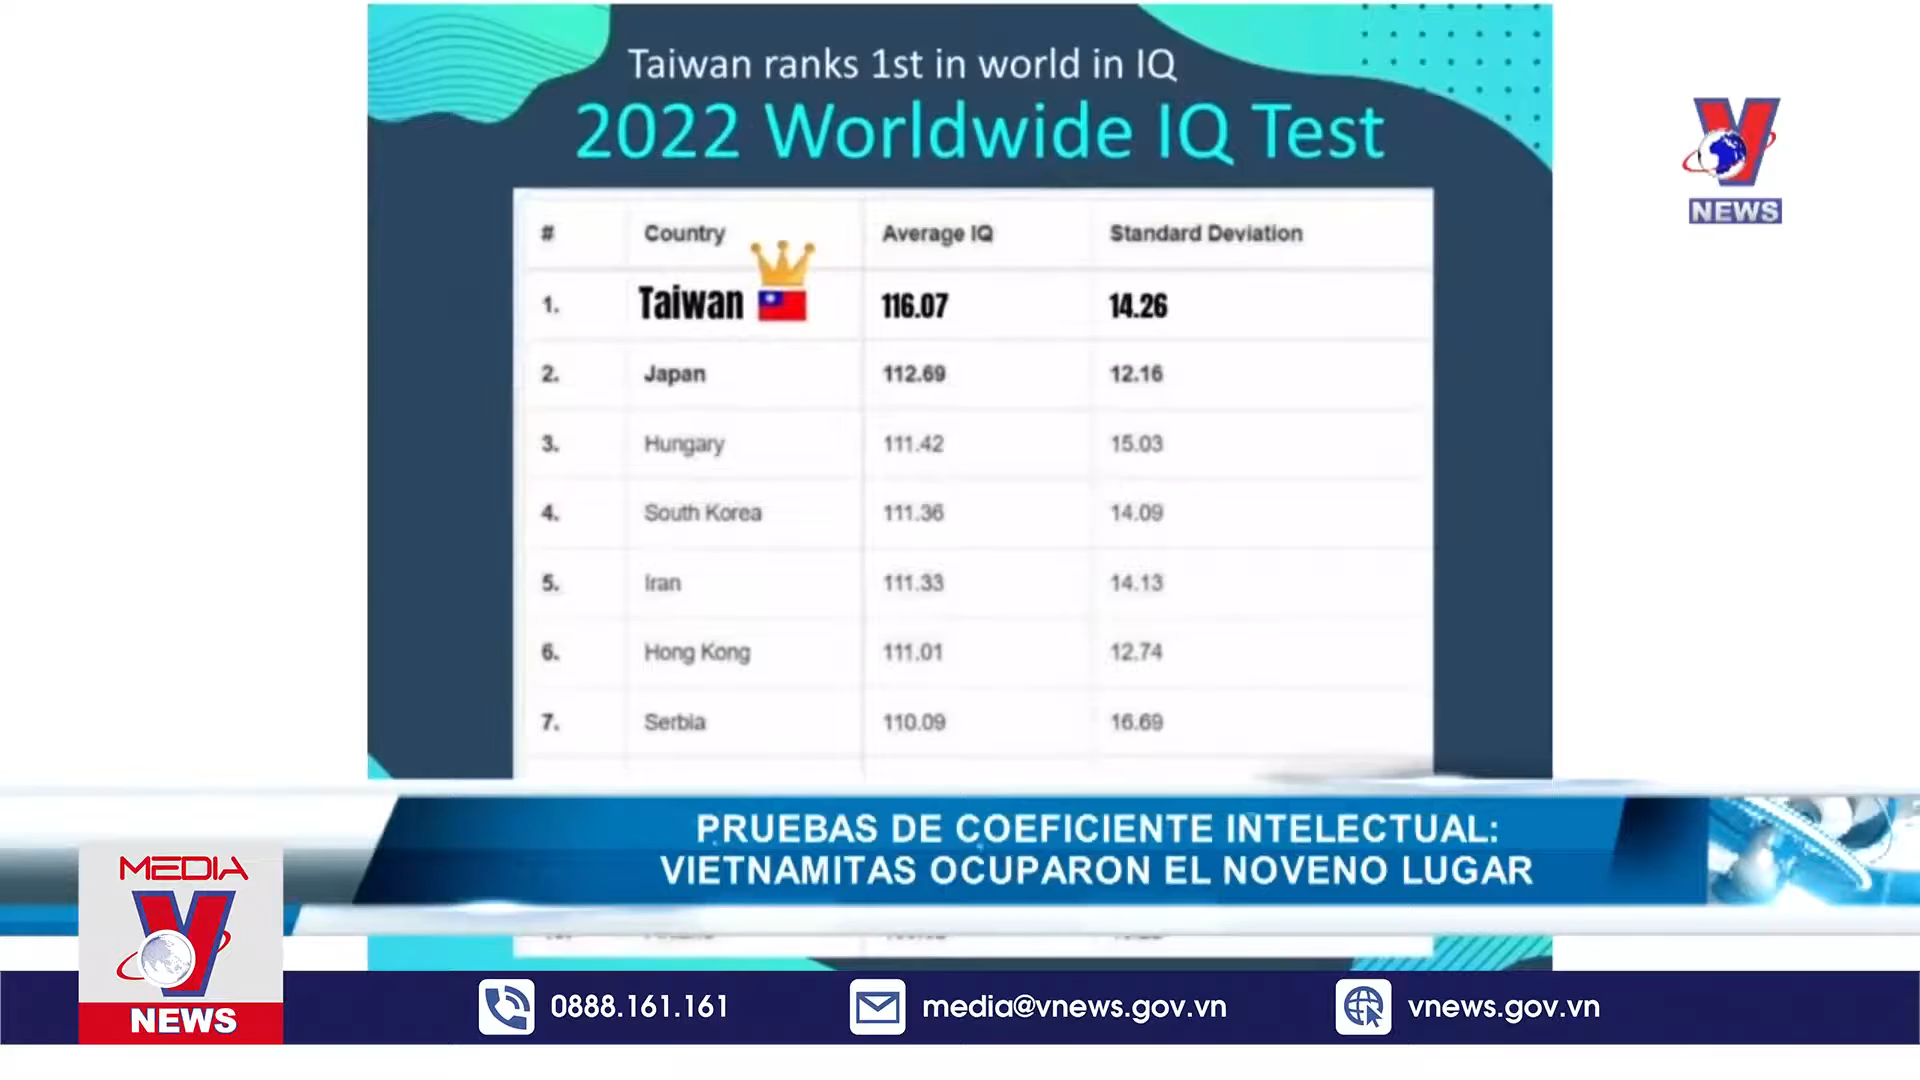 Taiwan ranks 1st in world in IQ
2022 Worldwide IQ Test
NEWS
# Country Average IQ Standard Deviation
1. Taiwan 116.07 14.26
2. Japan 112.69 12.16
3. Hungary 111.42 15.03
4. South Korea 111.36 14.09
5. Iran 111.33 14.13
6. Hong Kong 111.01 12.74
7. Serbia 110.09 16.69
PRUEBAS DE COEFICIENTE INTELECTUAL:
VIETNAMITAS OCUPARON EL NOVENO LUGAR
MEDIA
NEWS
0888.161.161 media@vnews.gov.vn vnews.gov.vn